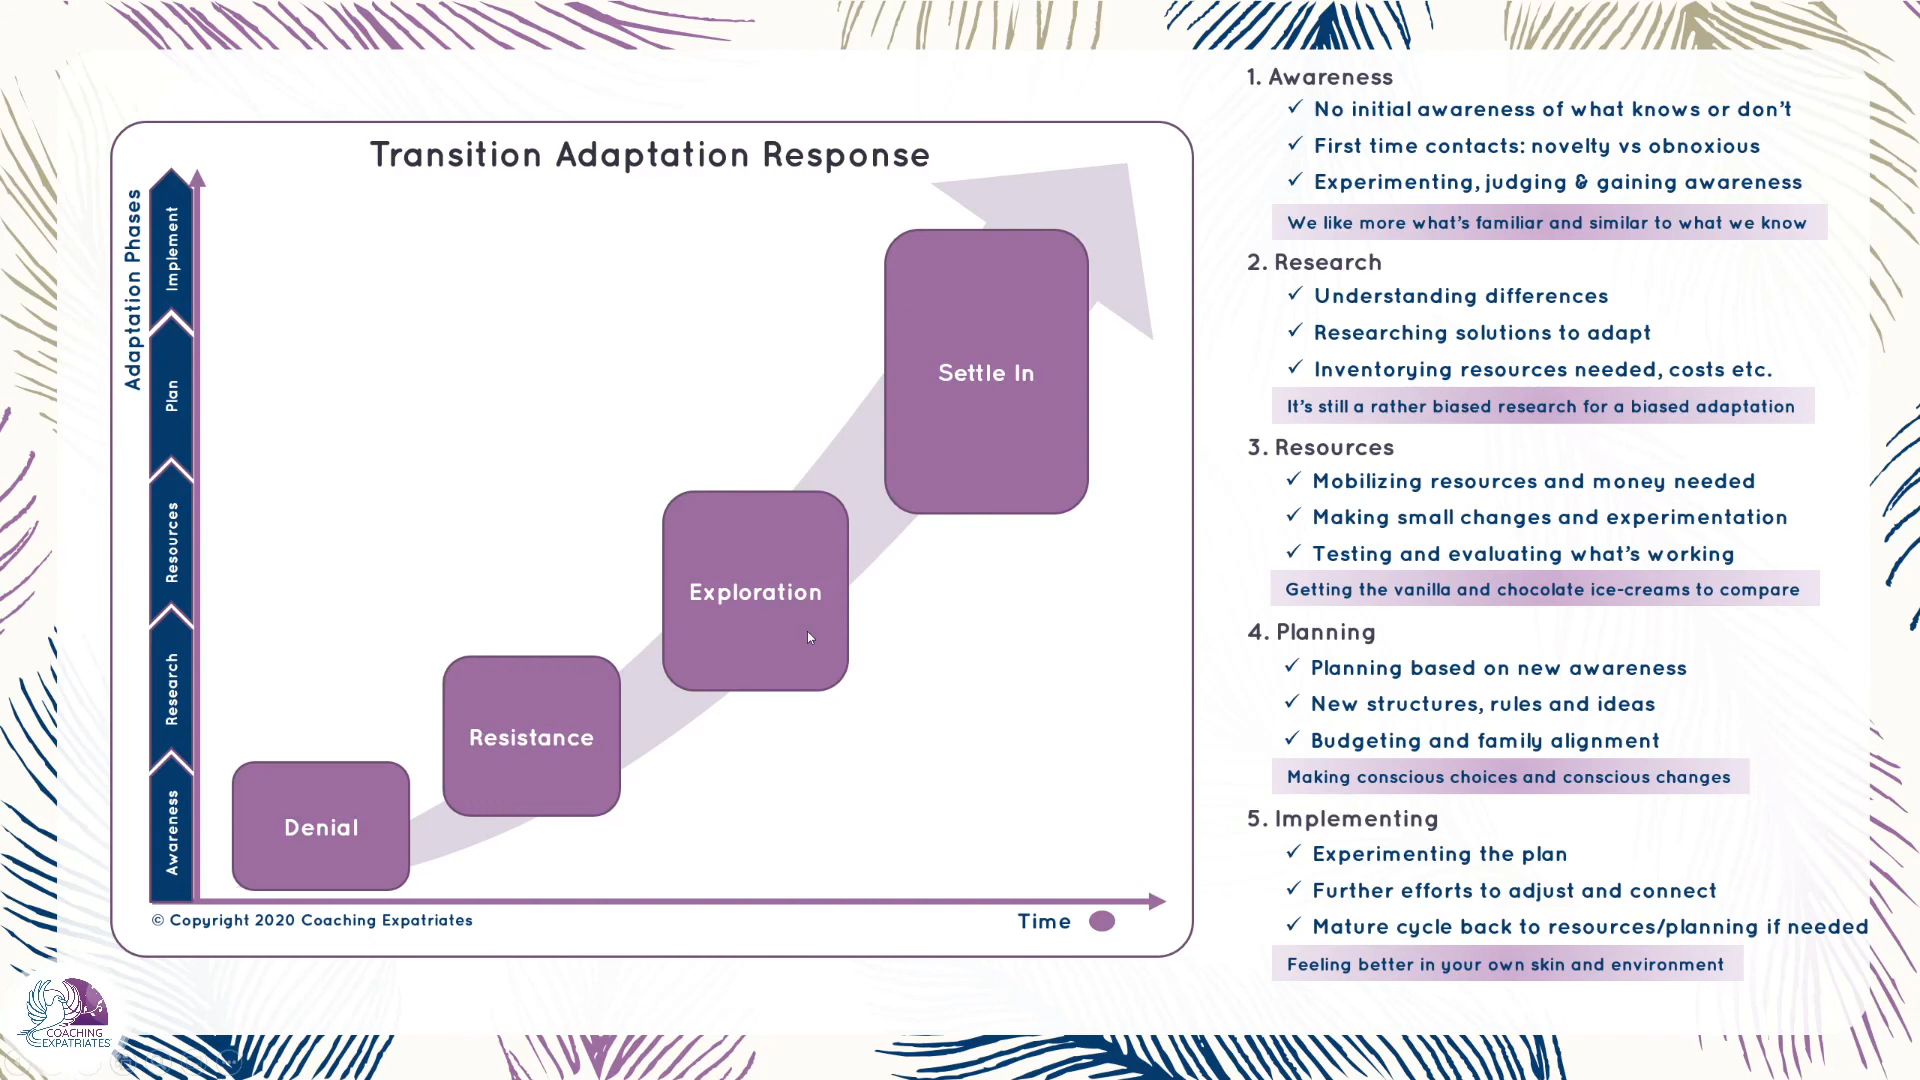 Transition Adaptation Response
Adaptation Phases
Implement
Plan
Resources
Research
Awareness
Settle In
Exploration
Resistance
Denial
© Copyright 2020 Coaching Expatriates
Time
1. Awareness
✓ No initial awareness of what knows or don't
✓ First time contacts: novelty vs obnoxious
✓ Experimenting, judging & gaining awareness
We like more what's familiar and similar to what we know
2. Research
✓ Understanding differences
✓ Researching solutions to adapt
✓ Inventorying resources needed, costs etc.
It's still a rather biased research for a biased adaptation
3. Resources
✓ Mobilizing resources and money needed
✓ Making small changes and experimentation
✓ Testing and evaluating what's working
Getting the vanilla and chocolate ice-creams to compare
4. Planning
✓ Planning based on new awareness
✓ New structures, rules and ideas
✓ Budgeting and family alignment
Making conscious choices and conscious changes
5. Implementing
✓ Experimenting the plan
✓ Further efforts to adjust and connect
✓ Mature cycle back to resources/planning if needed
Feeling better in your own skin and environment
COACHING
EXPATRIATES